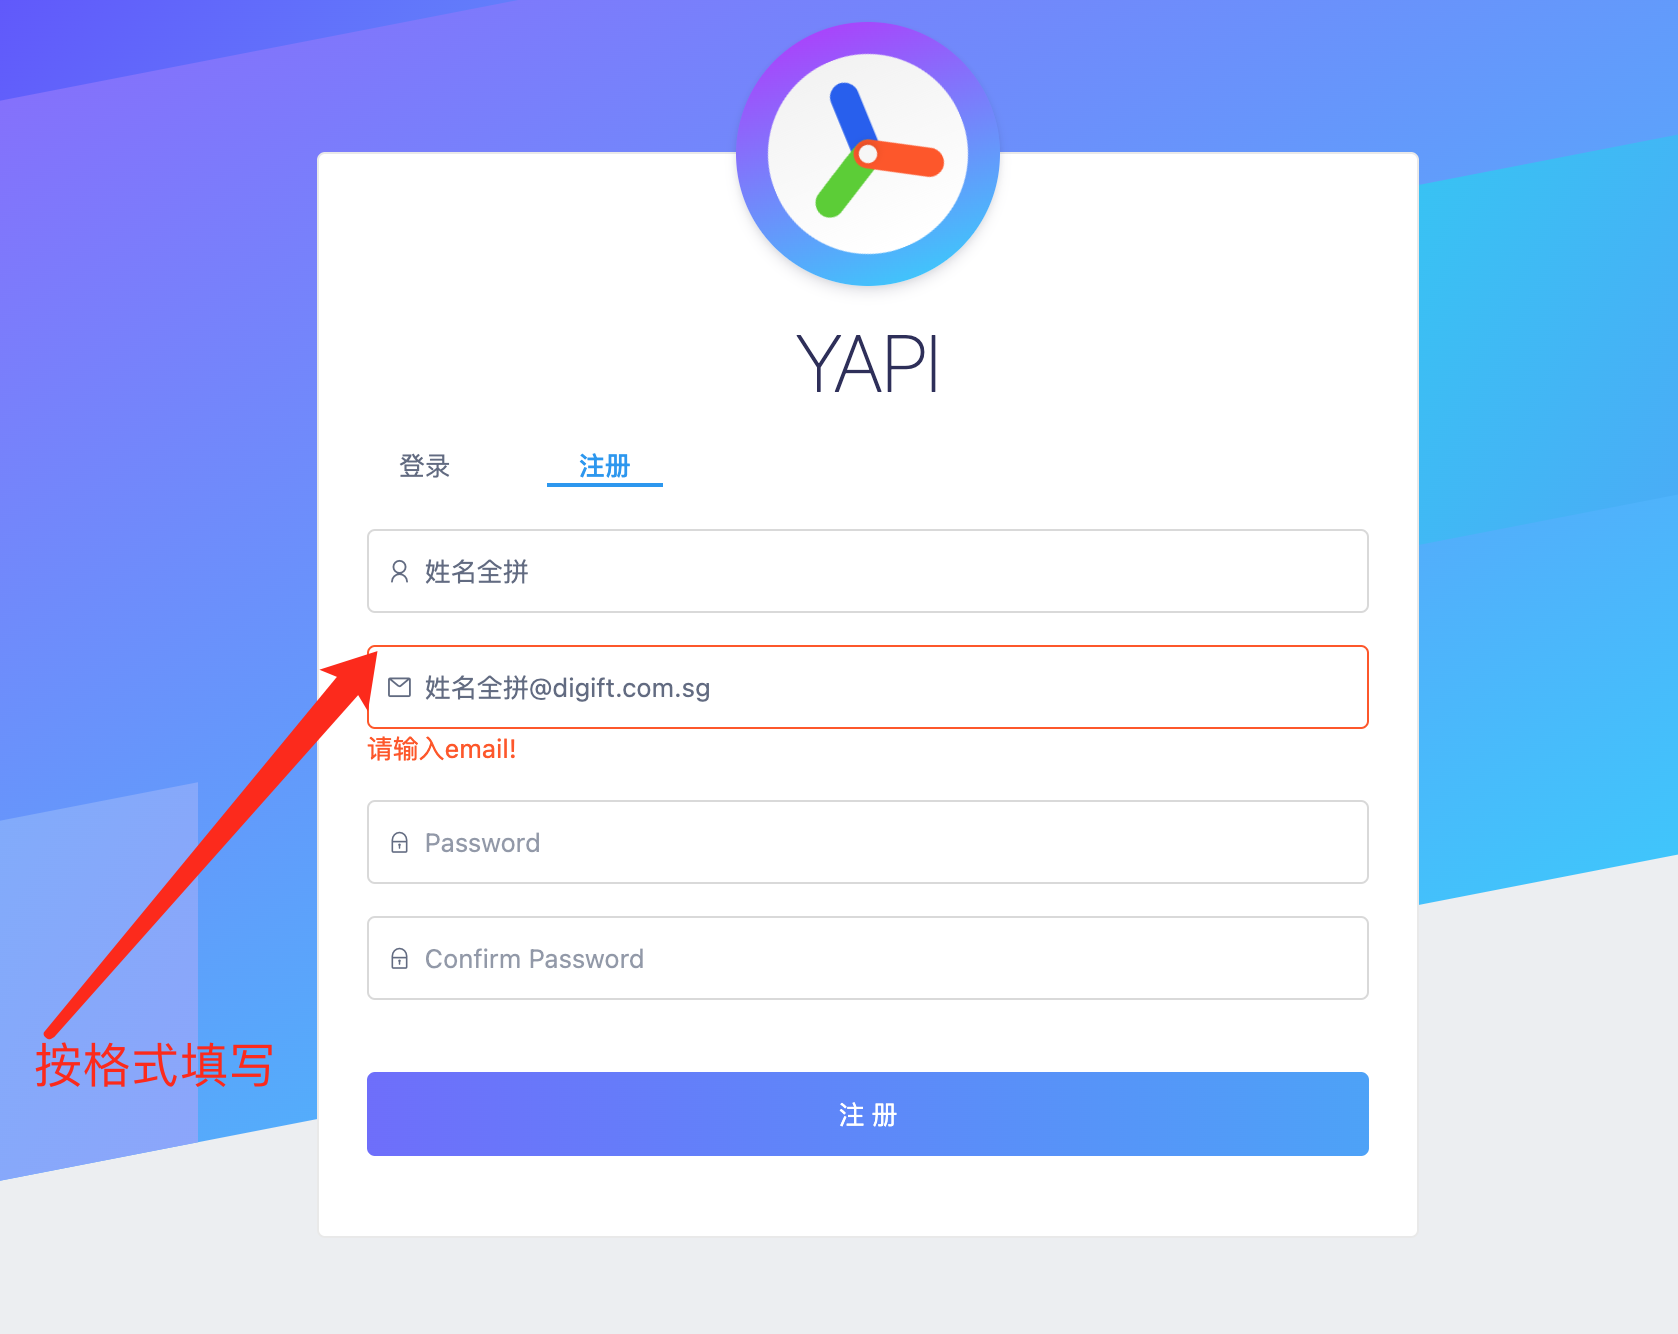 YAPI
登录
注册
姓名全拼
姓名全拼@digift.com.sg
请输入email!
Password
Confirm Password
按格式填写
注 册